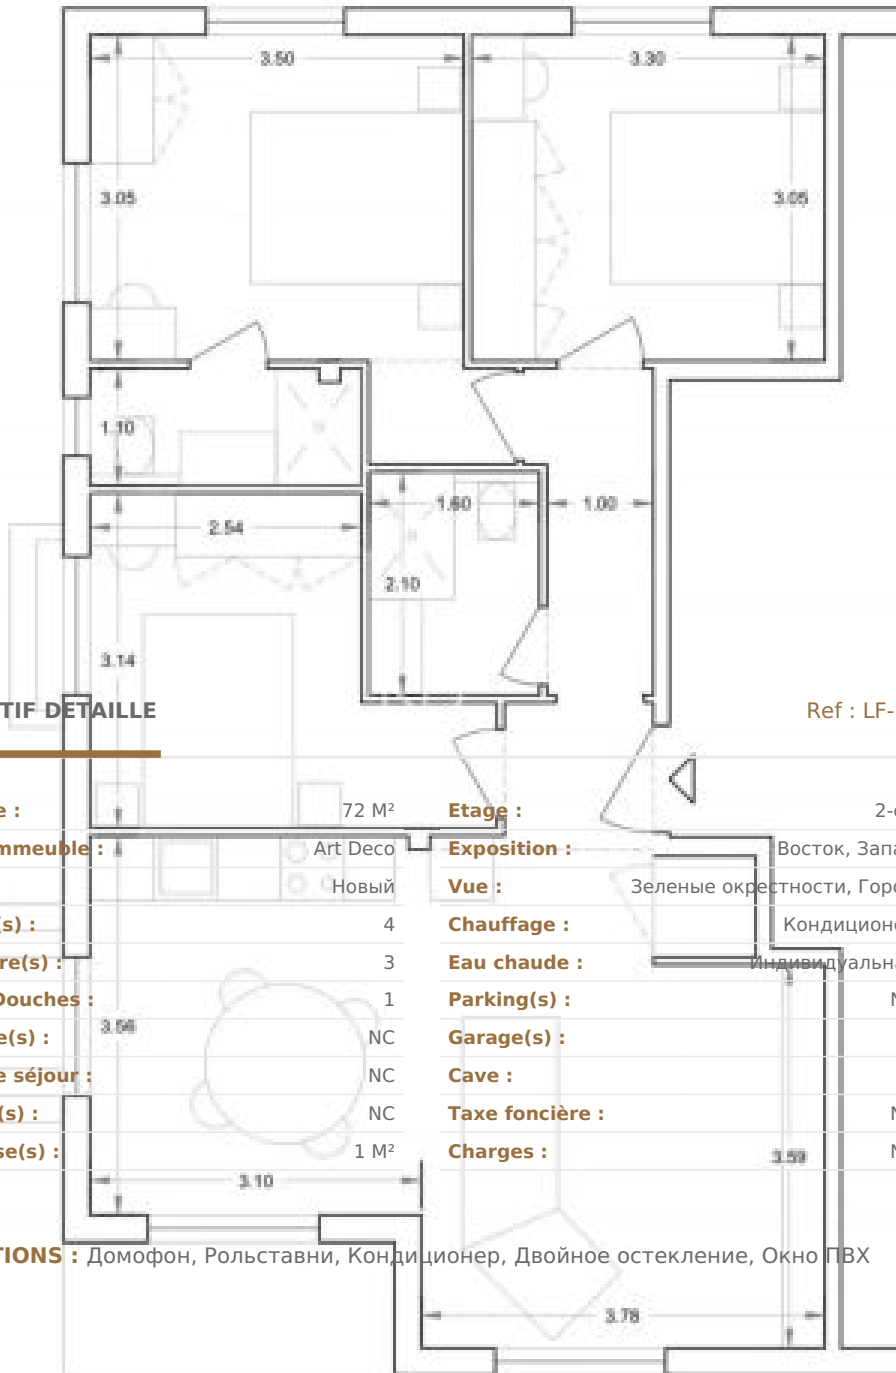 3.50 3.30
3.05 3.05
1.10
1.60 1.00
2.54
2.10
3.14
TIF DETAILLE Ref : LF-
e : 72 M² Etage : 2-
mmeuble : Art Deco Exposition : Восток, Запа
Новый Vue : Зеленые окрестности, Горо
(s) : 4 Chauffage : Кондиционе
re(s) : 3 Eau chaude : Индивидуальна
Douches : 1 Parking(s) : N
3.56
e(s) : NC Garage(s) :
e séjour : NC Cave :
(s) : NC Taxe foncière : N
se(s) : 1 M² Charges : N
3.59
3.10
TIONS : Домофон, Рольставни, Кондиционер, Двойное остекление, Окно ПВХ
3.78